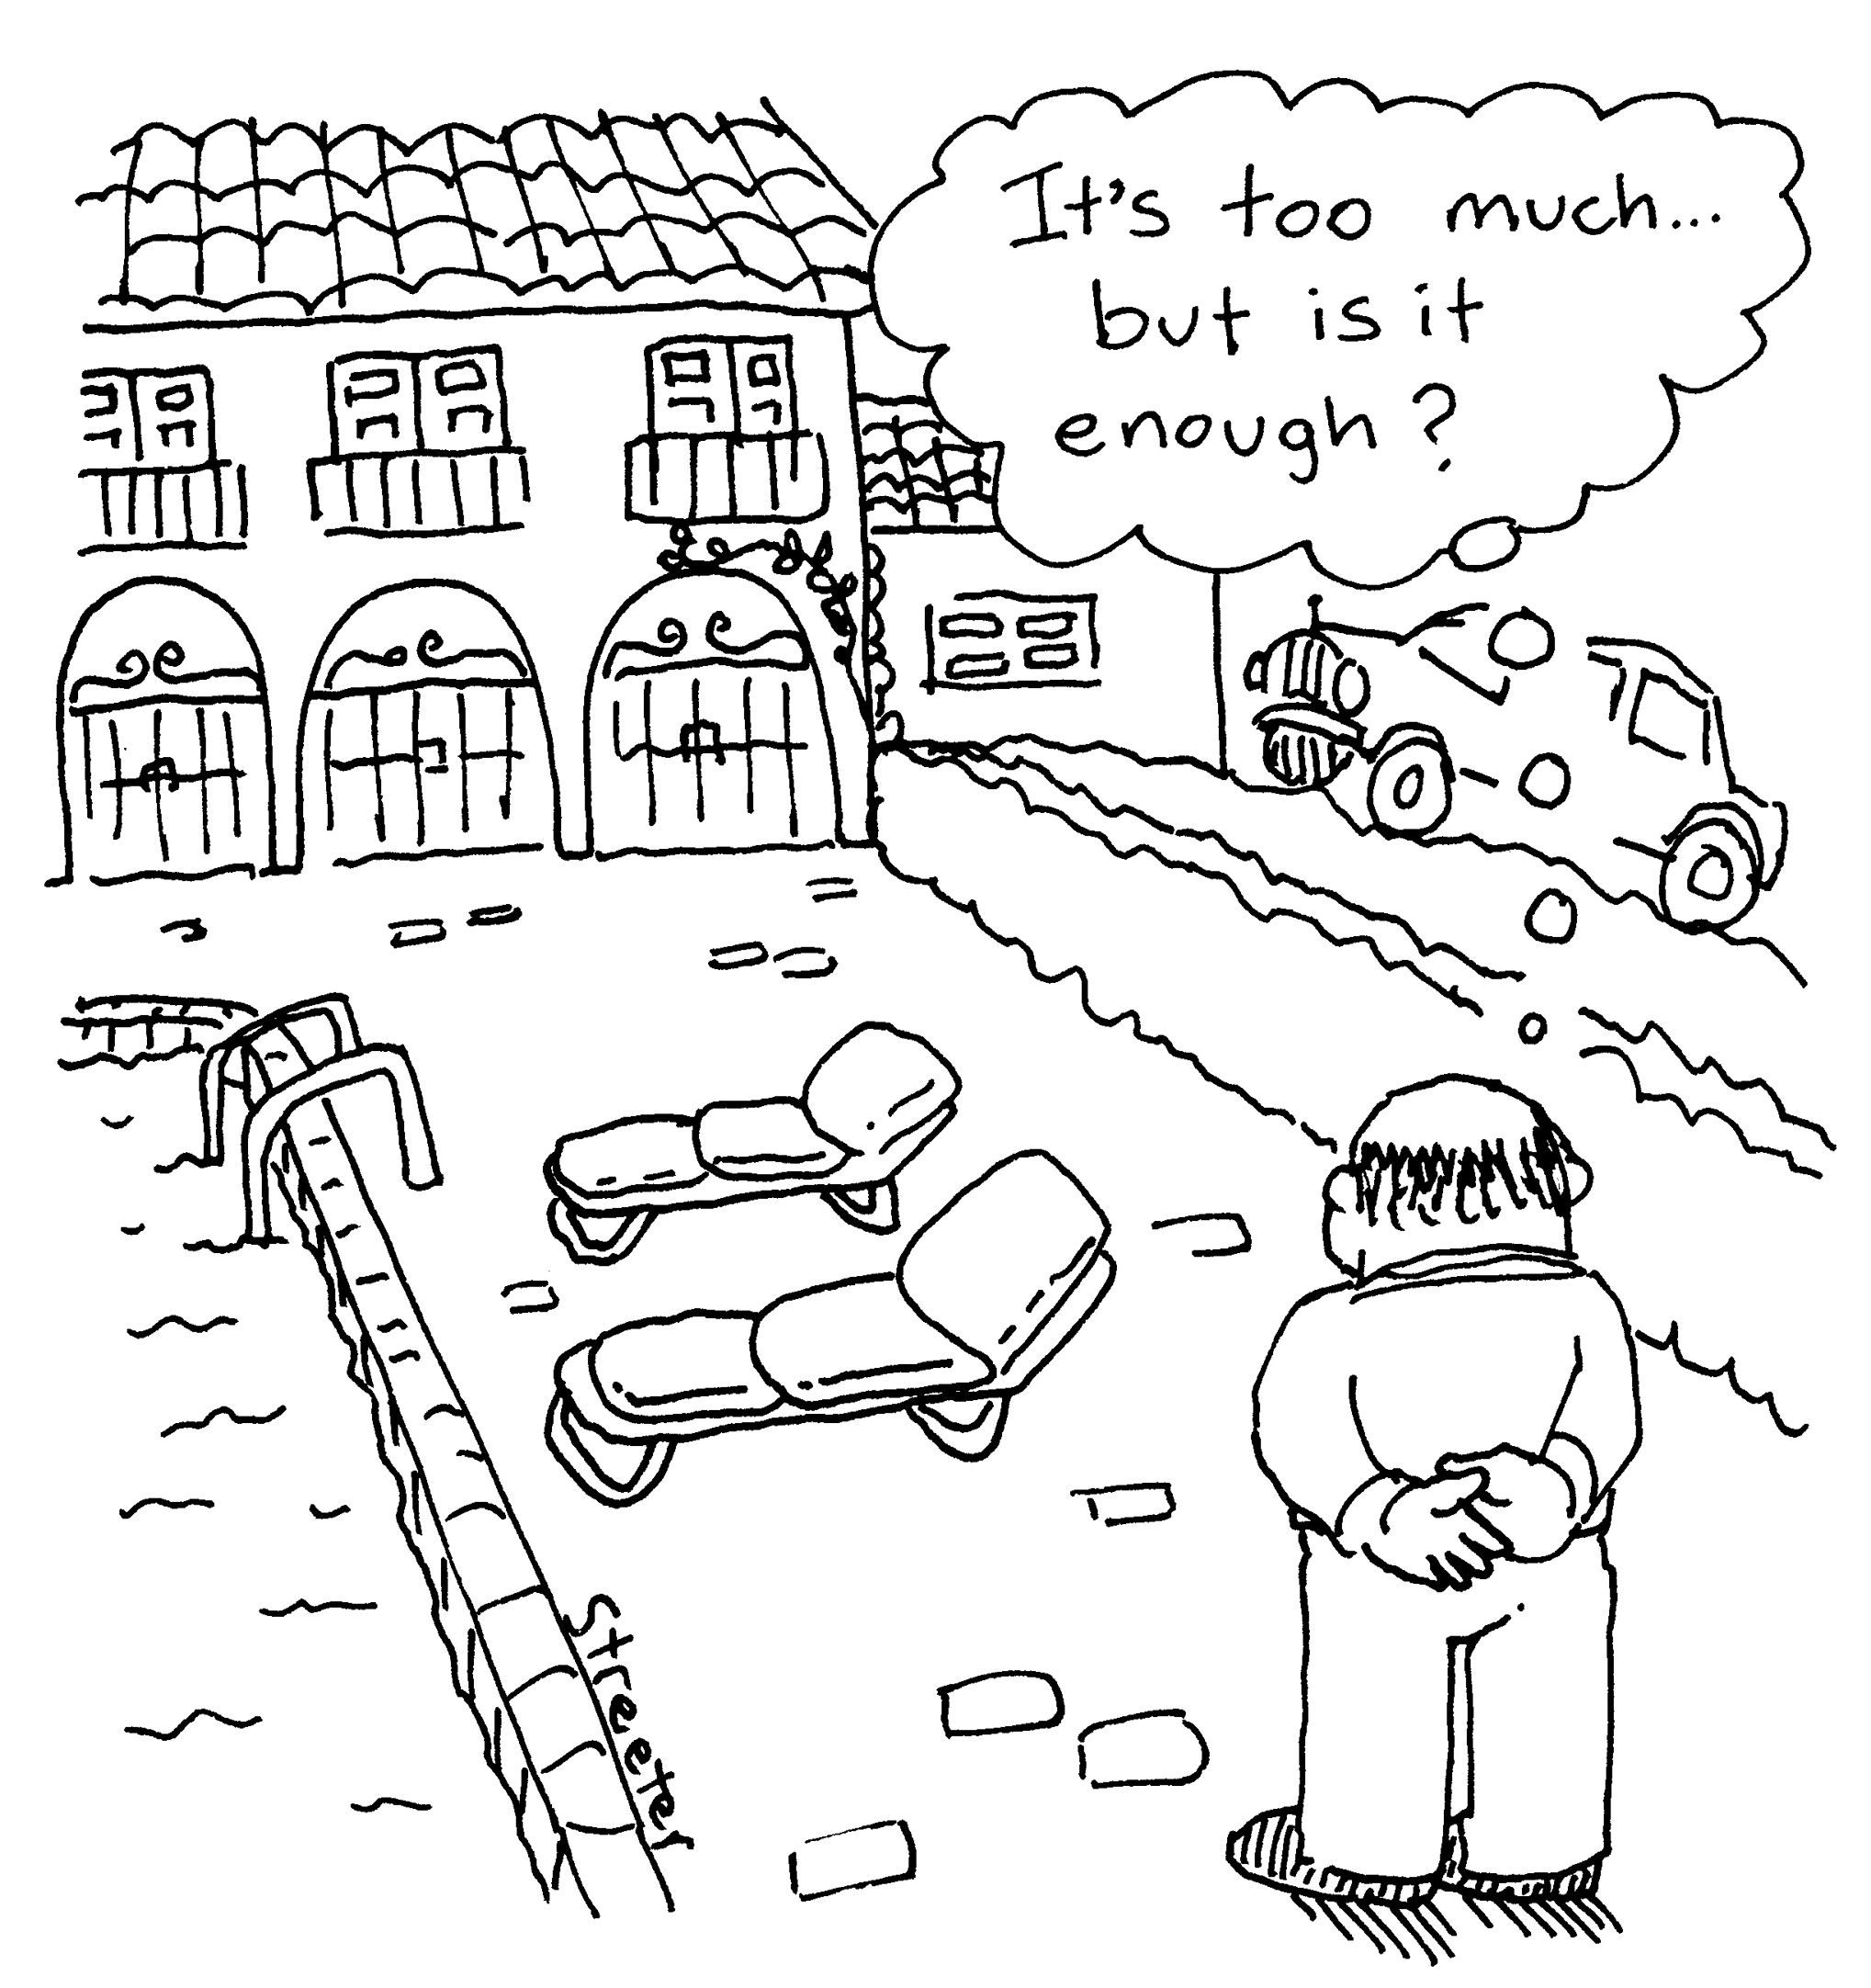 It's too much...
but is it
enough?
Streeter